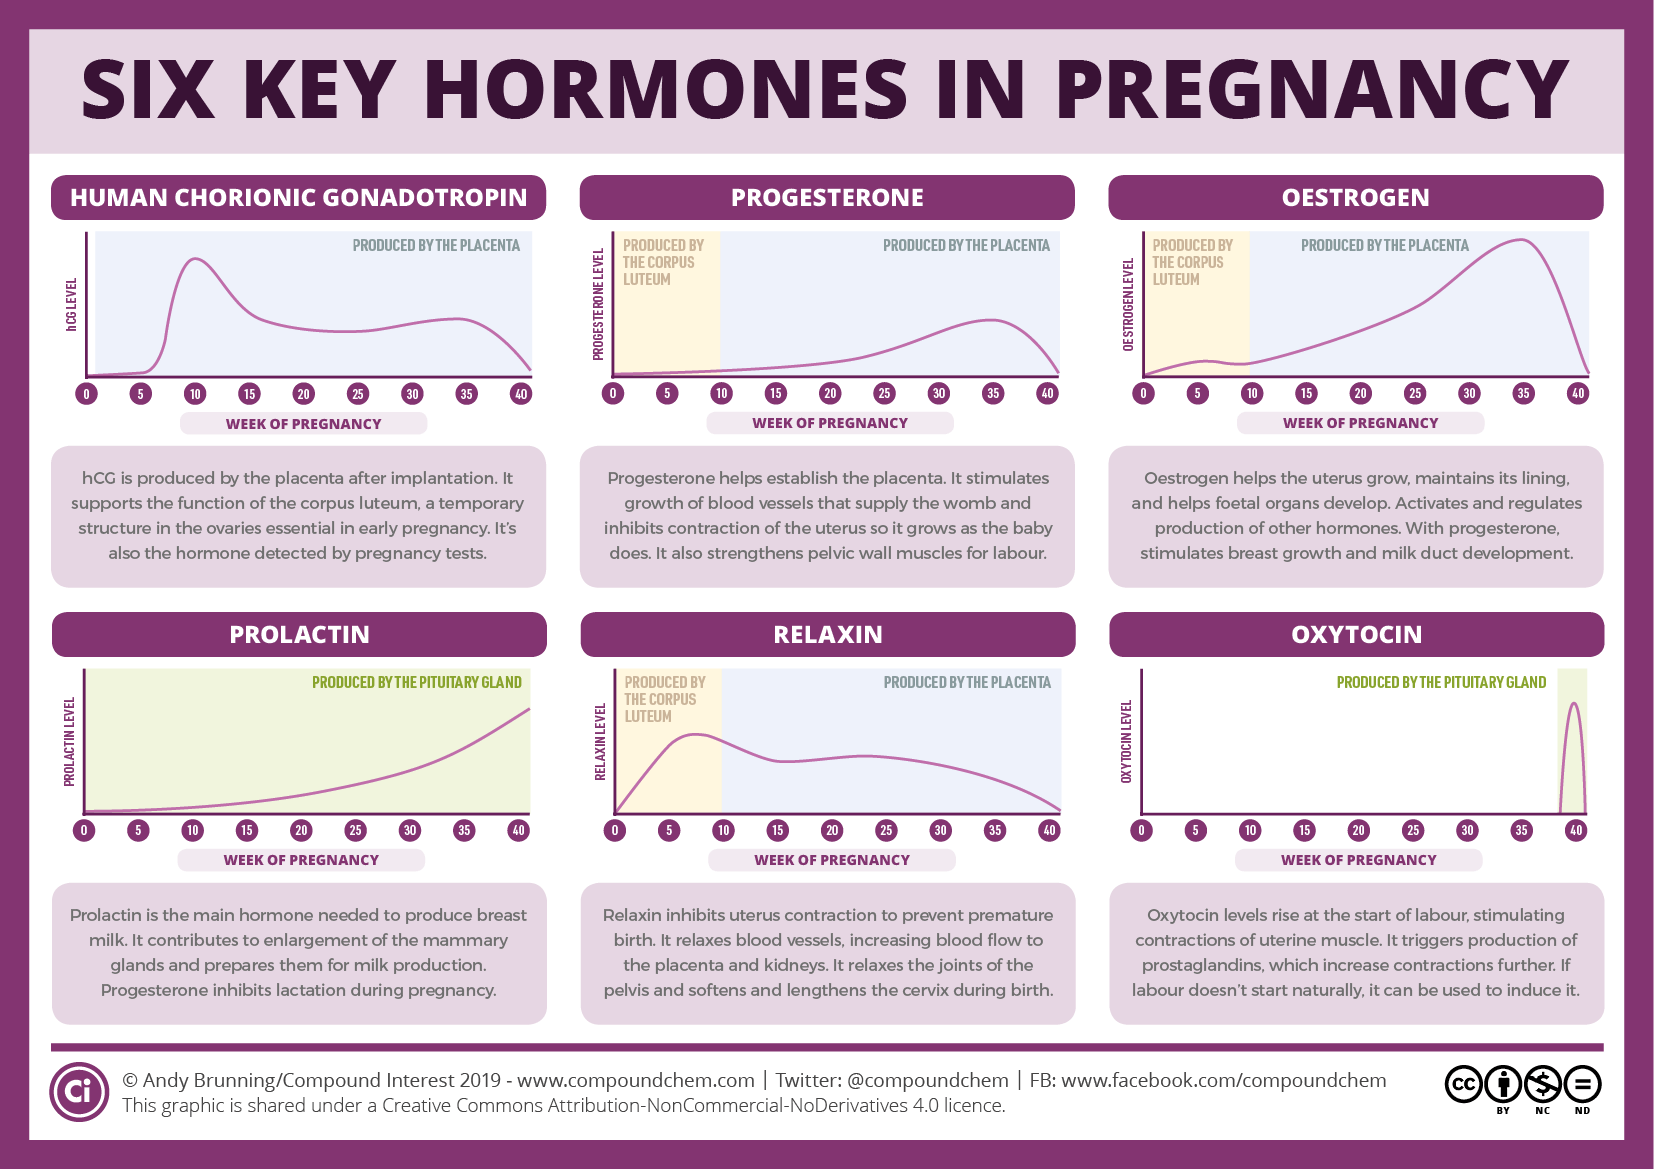 SIX KEY HORMONES IN PREGNANCY
HUMAN CHORIONIC GONADOTROPIN
hCG LEVEL
PRODUCED BY THE PLACENTA
0 5 10 15 20 25 30 35 40
WEEK OF PREGNANCY
hCG is produced by the placenta after implantation. It
supports the function of the corpus luteum, a temporary
structure in the ovaries essential in early pregnancy. It's
also the hormone detected by pregnancy tests.
PROGESTERONE
PROGESTERONE LEVEL
PRODUCED BY
THE CORPUS
LUTEUM
PRODUCED BY THE PLACENTA
0 5 10 15 20 25 30 35 40
WEEK OF PREGNANCY
Progesterone helps establish the placenta. It stimulates
growth of blood vessels that supply the womb and
inhibits contraction of the uterus so it grows as the baby
does. It also strengthens pelvic wall muscles for labour.
OESTROGEN
OESTROGEN LEVEL
PRODUCED BY
THE CORPUS
LUTEUM
PRODUCED BY THE PLACENTA
0 5 10 15 20 25 30 35 40
WEEK OF PREGNANCY
Oestrogen helps the uterus grow, maintains its lining,
and helps foetal organs develop. Activates and regulates
production of other hormones. With progesterone,
stimulates breast growth and milk duct development.
PROLACTIN
PROLACTIN LEVEL
PRODUCED BY THE PITUITARY GLAND
0 5 10 15 20 25 30 35 40
WEEK OF PREGNANCY
Prolactin is the main hormone needed to produce breast
milk. It contributes to enlargement of the mammary
glands and prepares them for milk production.
Progesterone inhibits lactation during pregnancy.
RELAXIN
RELAXIN LEVEL
PRODUCED BY
THE CORPUS
LUTEUM
PRODUCED BY THE PLACENTA
0 5 10 15 20 25 30 35 40
WEEK OF PREGNANCY
Relaxin inhibits uterus contraction to prevent premature
birth. It relaxes blood vessels, increasing blood flow to
the placenta and kidneys. It relaxes the joints of the
pelvis and softens and lengthens the cervix during birth.
OXYTOCIN
OXYTOCIN LEVEL
PRODUCED BY THE PITUITARY GLAND
0 5 10 15 20 25 30 35 40
WEEK OF PREGNANCY
Oxytocin levels rise at the start of labour, stimulating
contractions of uterine muscle. It triggers production of
prostaglandins, which increase contractions further. If
labour doesn't start naturally, it can be used to induce it.
Ci
© Andy Brunning/Compound Interest 2019 - www.compoundchem.com | Twitter: @compoundchem | FB: www.facebook.com/compoundchem
This graphic is shared under a Creative Commons Attribution-NonCommercial-NoDerivatives 4.0 licence.
CC
BY NC ND